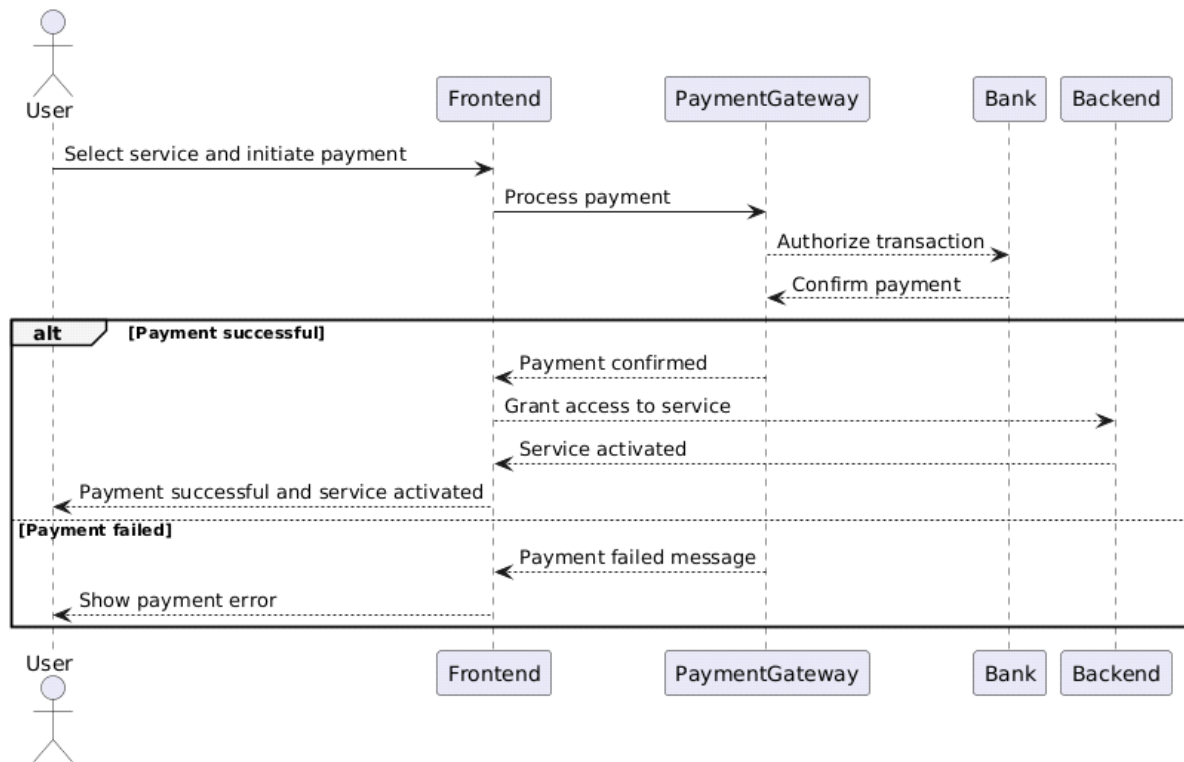 User
Frontend
PaymentGateway
Bank
Backend
Select service and initiate payment
Process payment
Authorize transaction
Confirm payment
alt
[Payment successful]
Payment confirmed
Grant access to service
Service activated
Payment successful and service activated
[Payment failed]
Payment failed message
Show payment error
User
Frontend
PaymentGateway
Bank
Backend